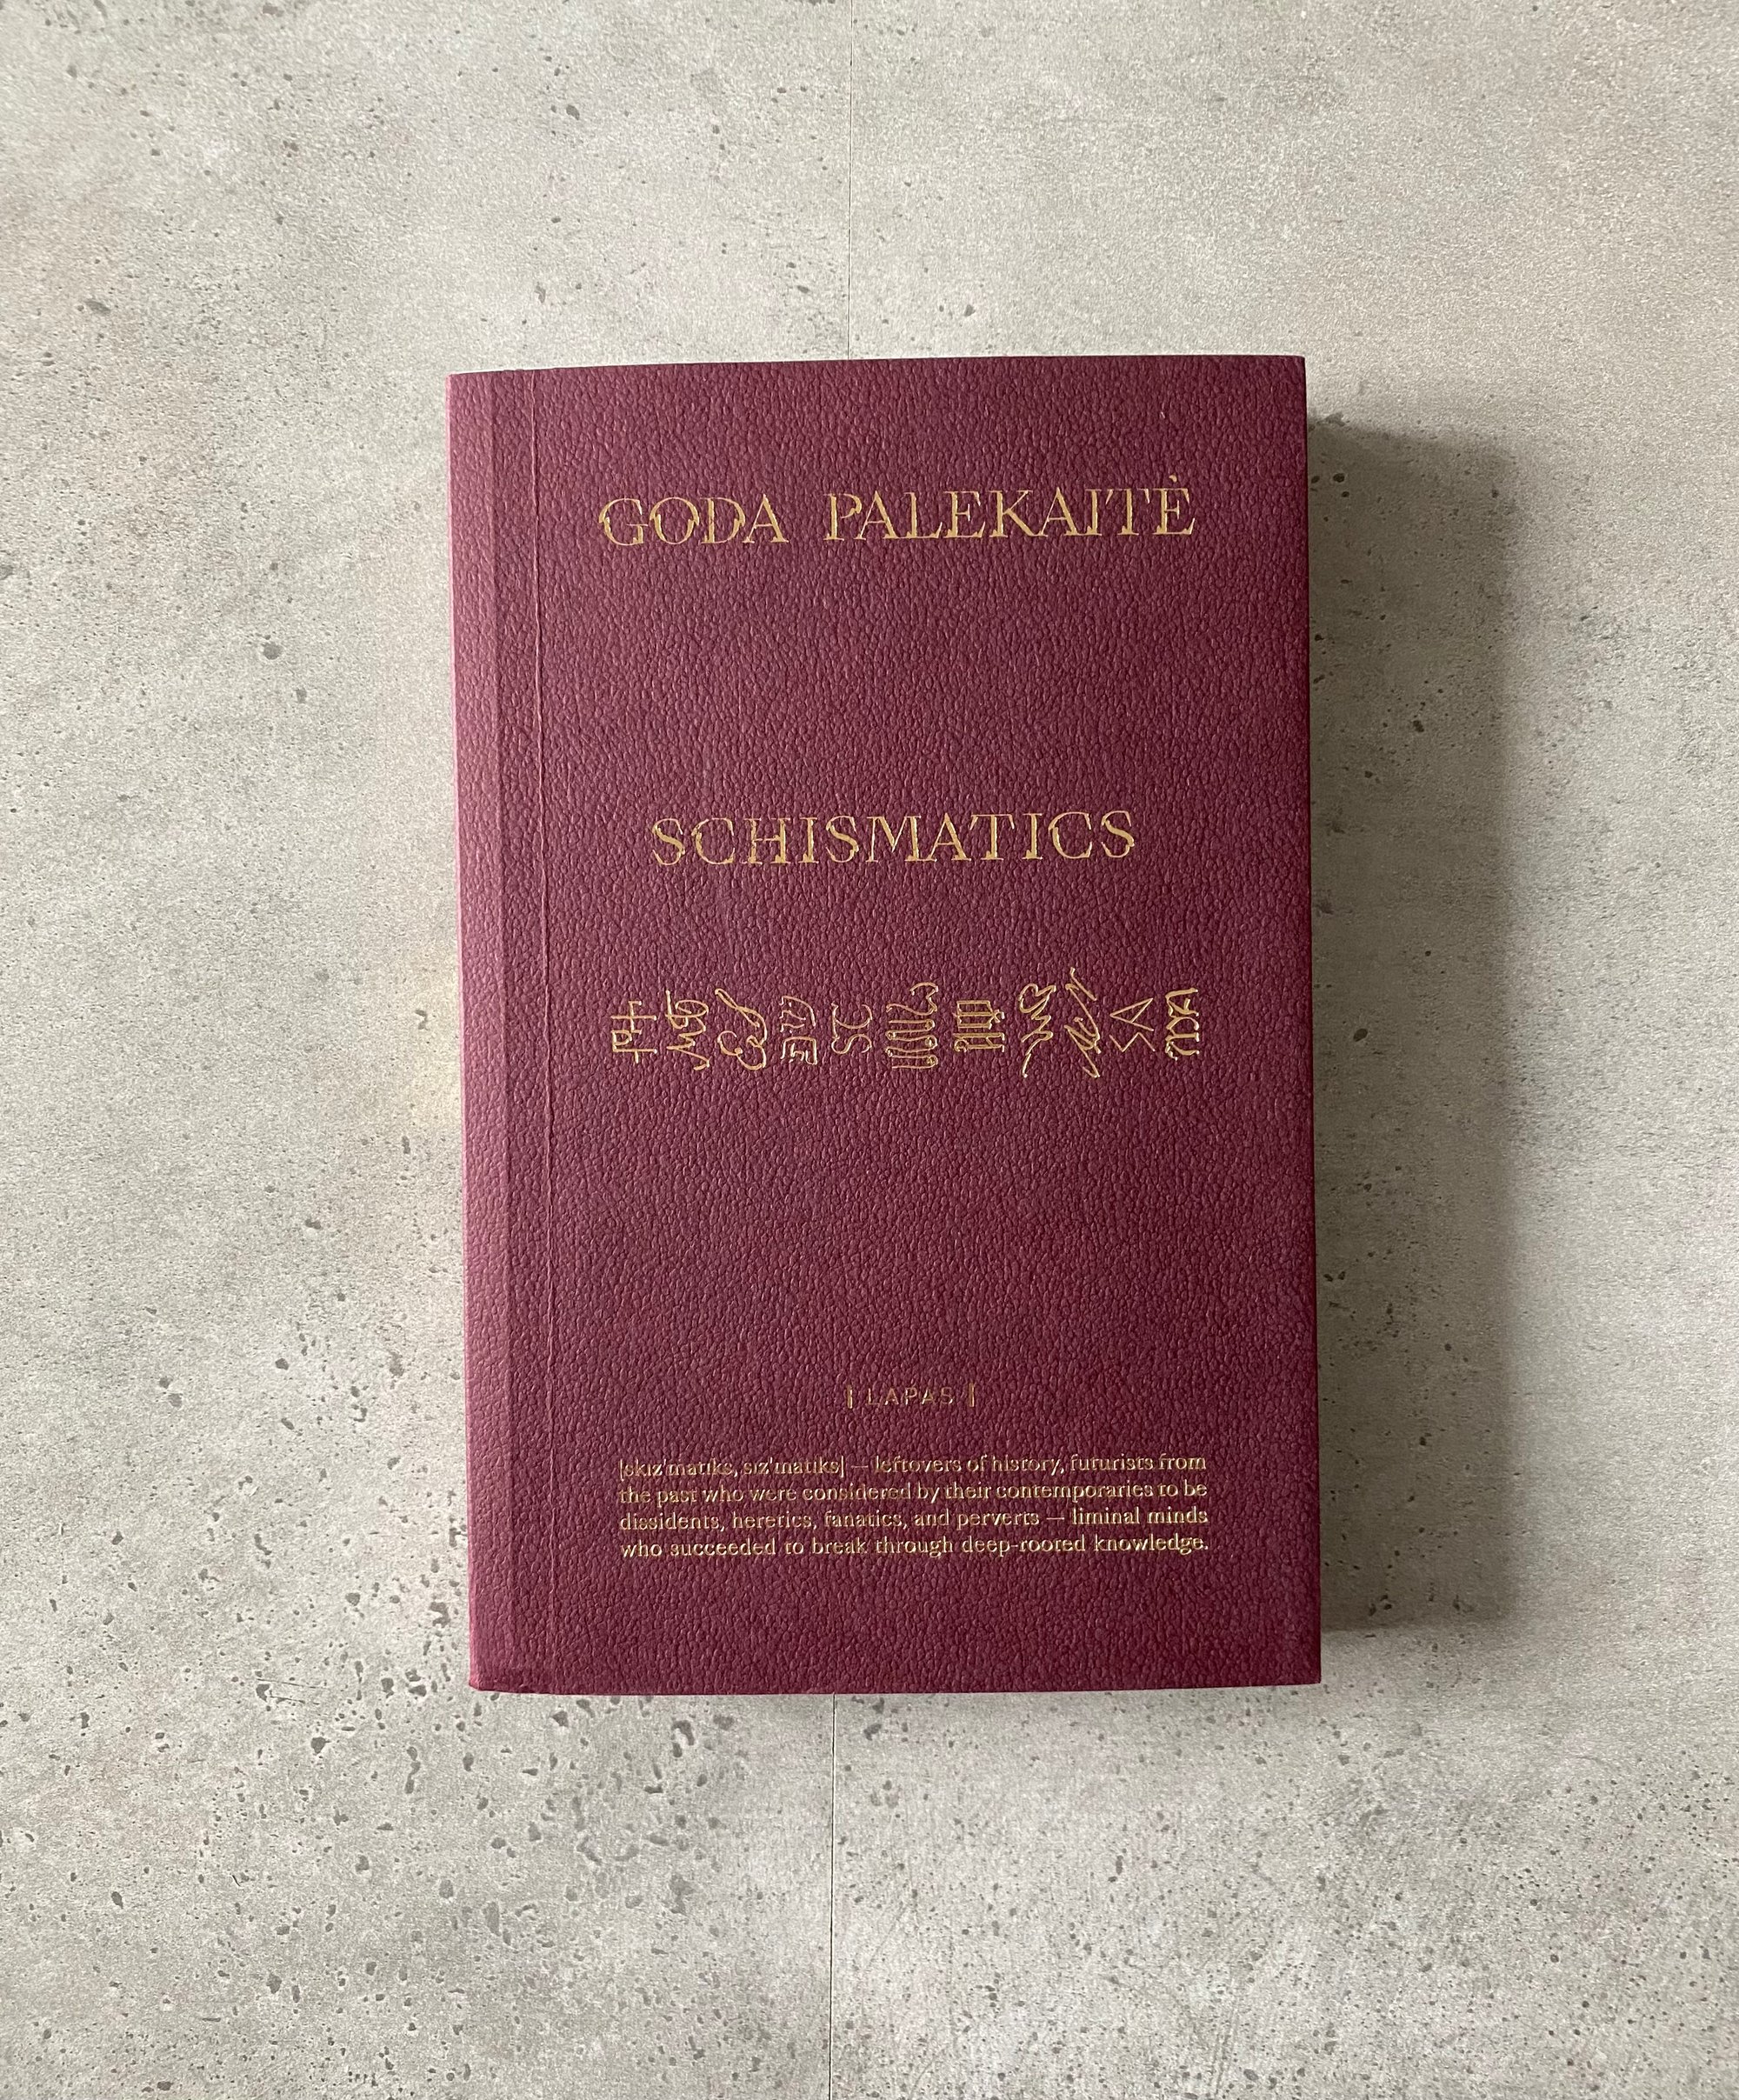 GODA PALEKAITĖ
SCHISMATICS
| LAPAS |
[skɪzˈmatɪks, sɪzˈmatɪks] — leftovers of history, futurists from
the past who were considered by their contemporaries to be
dissidents, heretics, fanatics, and perverts — liminal minds
who succeeded to break through deep-rooted knowledge.